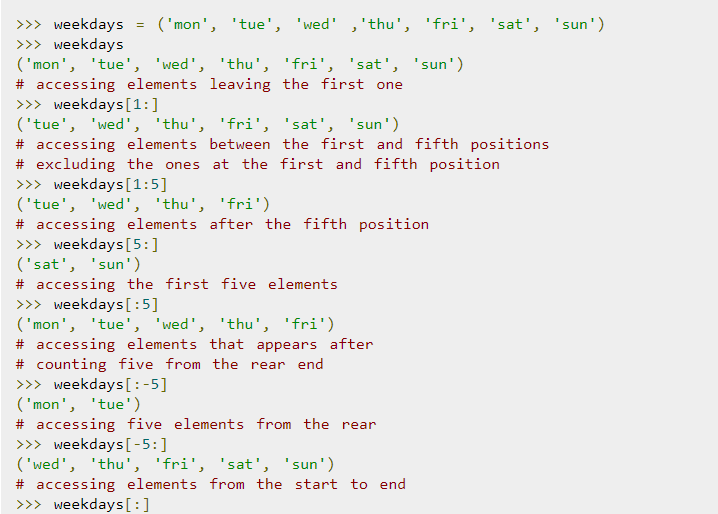 >>> weekdays = ('mon', 'tue', 'wed' ,'thu', 'fri', 'sat', 'sun')
>>> weekdays
('mon', 'tue', 'wed', 'thu', 'fri', 'sat', 'sun')
# accessing elements leaving the first one
>>> weekdays[1:]
('tue', 'wed', 'thu', 'fri', 'sat', 'sun')
# accessing elements between the first and fifth positions
# excluding the ones at the first and fifth position
>>> weekdays[1:5]
('tue', 'wed', 'thu', 'fri')
# accessing elements after the fifth position
>>> weekdays[5:]
('sat', 'sun')
# accessing the first five elements
>>> weekdays[:5]
('mon', 'tue', 'wed', 'thu', 'fri')
# accessing elements that appears after
# counting five from the rear end
>>> weekdays[:-5]
('mon', 'tue')
# accessing five elements from the rear
>>> weekdays[-5:]
('wed', 'thu', 'fri', 'sat', 'sun')
# accessing elements from the start to end
>>> weekdays[:]